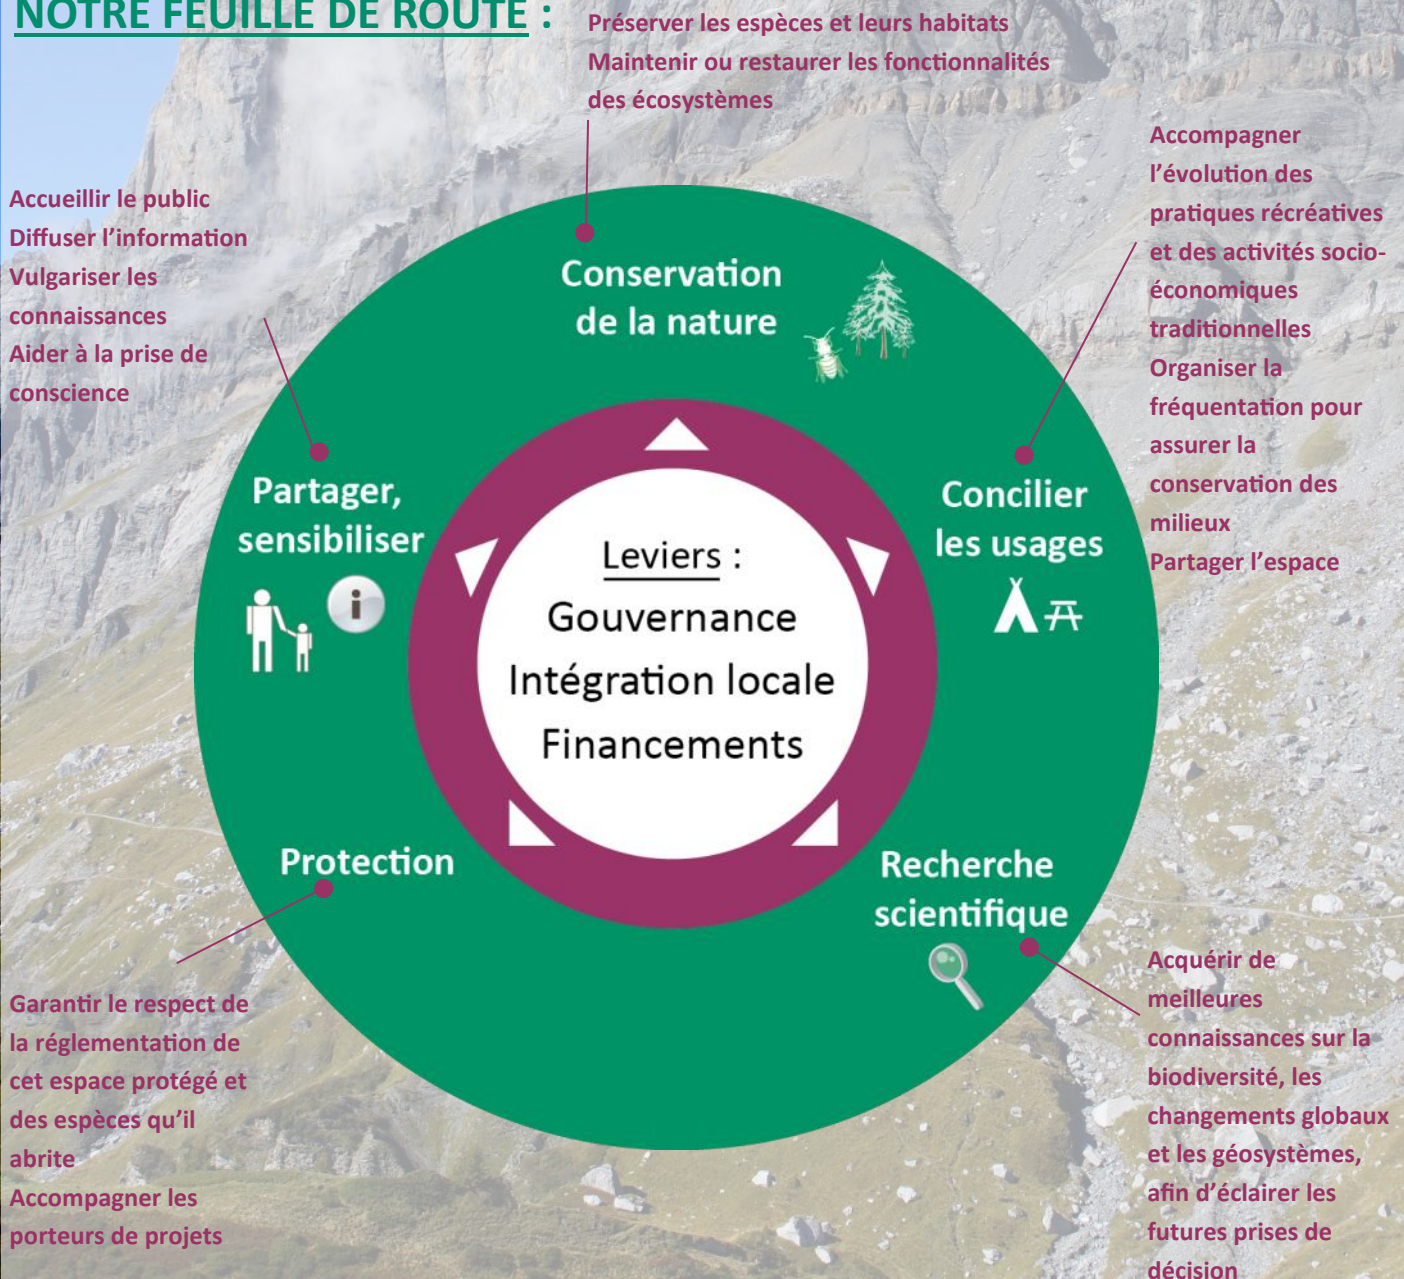 NOTRE FEUILLE DE ROUTE :
Préserver les espèces et leurs habitats
Maintenir ou restaurer les fonctionnalités
des écosystèmes
Accompagner
l’évolution des
pratiques récréatives
et des activités socio-
économiques
traditionnelles
Organiser la
fréquentation pour
assurer la
conservation des
milieux
Partager l’espace
Accueillir le public
Diffuser l’information
Vulgariser les
connaissances
Aider à la prise de
conscience
Conservation
de la nature
Partager,
sensibiliser
i
Concilier
les usages
Leviers :
Gouvernance
Intégration locale
Financements
Protection
Recherche
scientifique
Garantir le respect de
la réglementation de
cet espace protégé et
des espèces qu’il
abrite
Accompagner les
porteurs de projets
Acquérir de
meilleures
connaissances sur la
biodiversité, les
changements globaux
et les géosystèmes,
afin d’éclairer les
futures prises de
décision